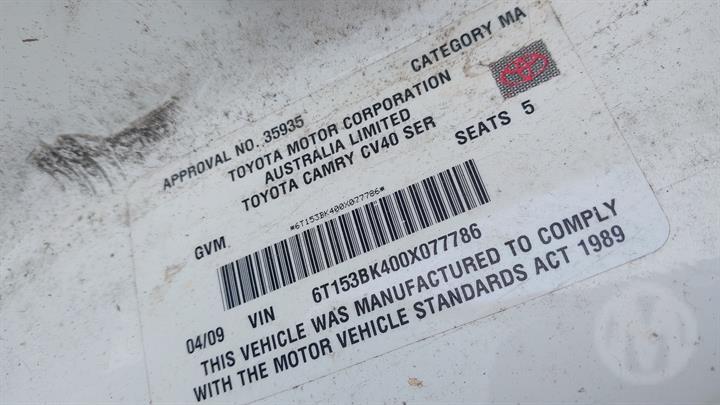 CATEGORY MA
APPROVAL NO. 35935
TOYOTA MOTOR CORPORATION
AUSTRALIA LIMITED
TOYOTA CAMRY CV40 SER
SEATS 5
GVM
*6T153BK400X077786*
04/09 VIN 6T153BK400X077786
THIS VEHICLE WAS MANUFACTURED TO COMPLY
WITH THE MOTOR VEHICLE STANDARDS ACT 1989